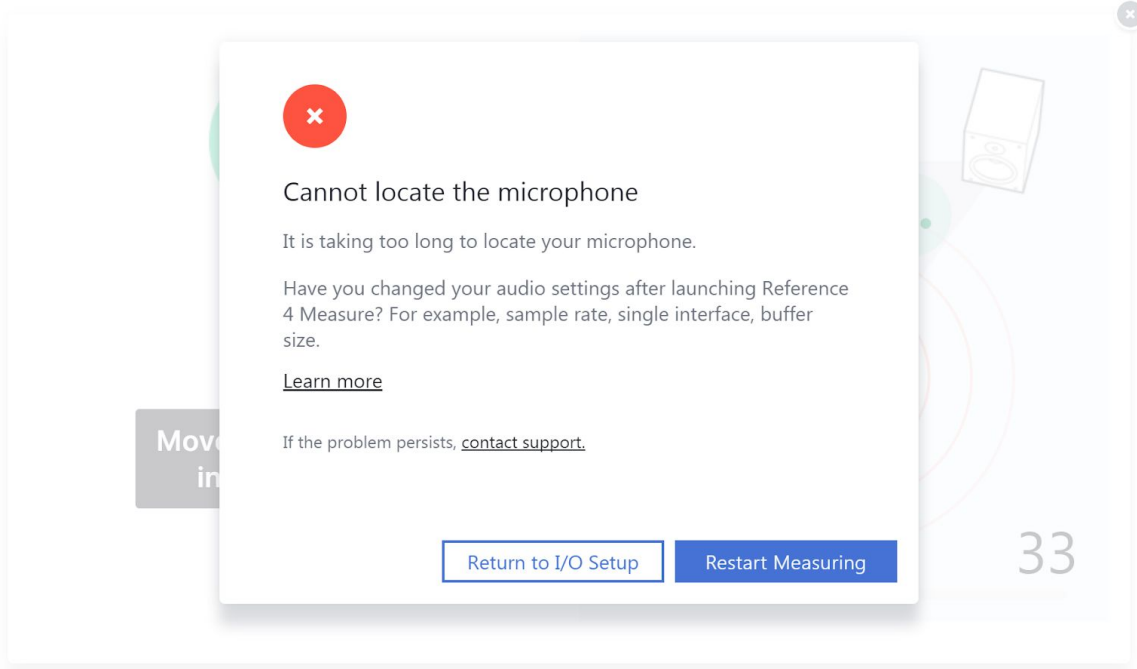 Cannot locate the microphone
It is taking too long to locate your microphone.
Have you changed your audio settings after launching Reference
4 Measure? For example, sample rate, single interface, buffer
size.
Learn more
If the problem persists, contact support.
Move
in
Return to I/O Setup
Restart Measuring
33